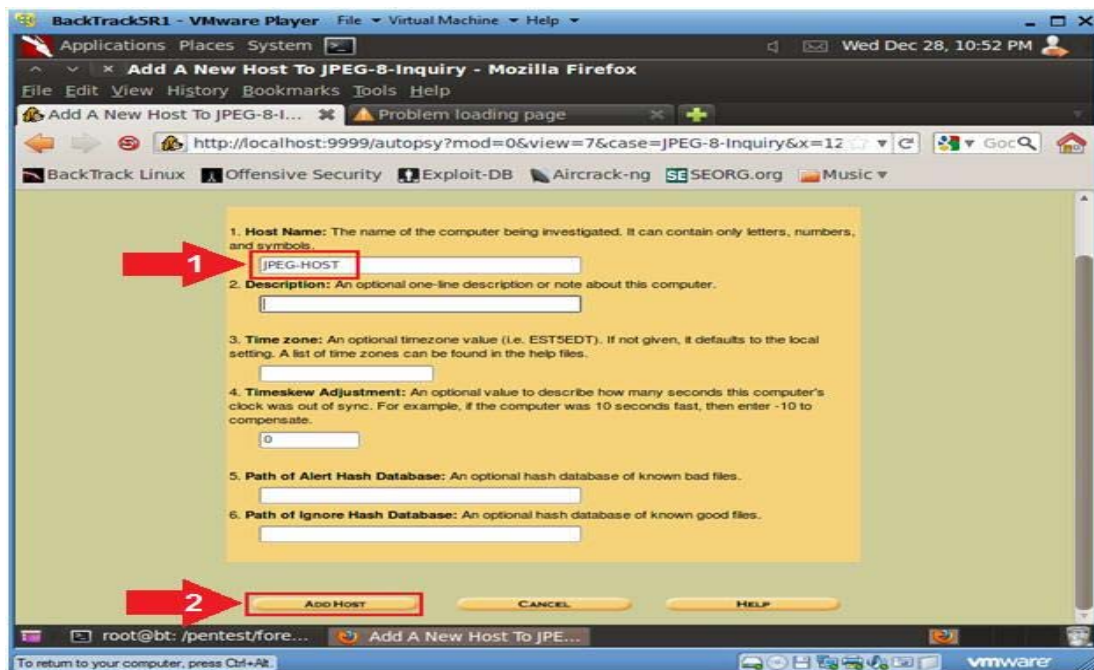 BackTrack5R1 - VMware Player File Virtual Machine Help
Applications Places System Wed Dec 28, 10:52 PM
Add A New Host To JPEG-8-Inquiry - Mozilla Firefox
File Edit View History Bookmarks Tools Help
Add A New Host To JPEG-8-I... Problem loading page
http://localhost:9999/autopsy?mod=0&view=7&case=JPEG-8-Inquiry&x=12 Goo
BackTrack Linux Offensive Security Exploit-DB Aircrack-ng SEORG.org Music
1. Host Name: The name of the computer being investigated. It can contain only letters, numbers,
and symbols.
1 JPEG-HOST
2. Description: An optional one-line description or note about this computer.
3. Time zone: An optional timezone value (i.e. EST5EDT). If not given, it defaults to the local
setting. A list of time zones can be found in the help files.
4. Timeskew Adjustment: An optional value to describe how many seconds this computer's
clock was out of sync. For example, if the computer was 10 seconds fast, then enter -10 to
compensate.
0
5. Path of Alert Hash Database: An optional hash database of known bad files.
6. Path of Ignore Hash Database: An optional hash database of known good files.
2 ADD HOST CANCEL HELP
root@bt: /pentest/fore... Add A New Host To JPE...
To return to your computer, press Ctrl+Alt. vmware